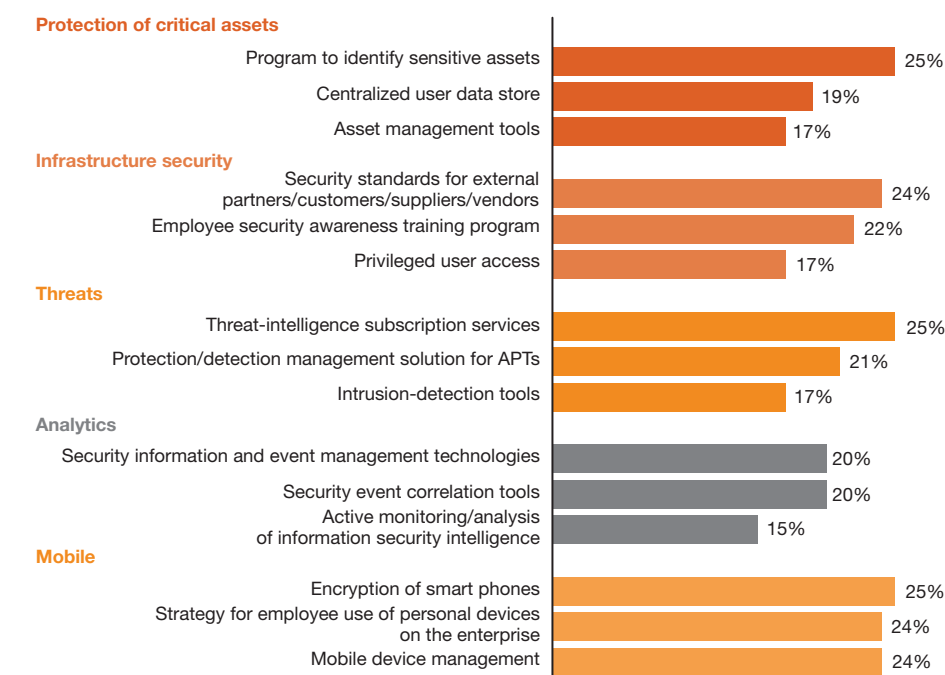 Protection of critical assets
Program to identify sensitive assets 25%
Centralized user data store 19%
Asset management tools 17%
Infrastructure security
Security standards for external
partners/customers/suppliers/vendors 24%
Employee security awareness training program 22%
Privileged user access 17%
Threats
Threat-intelligence subscription services 25%
Protection/detection management solution for APTs 21%
Intrusion-detection tools 17%
Analytics
Security information and event management technologies 20%
Security event correlation tools 20%
Active monitoring/analysis
of information security intelligence 15%
Mobile
Encryption of smart phones 25%
Strategy for employee use of personal devices
on the enterprise 24%
Mobile device management 24%